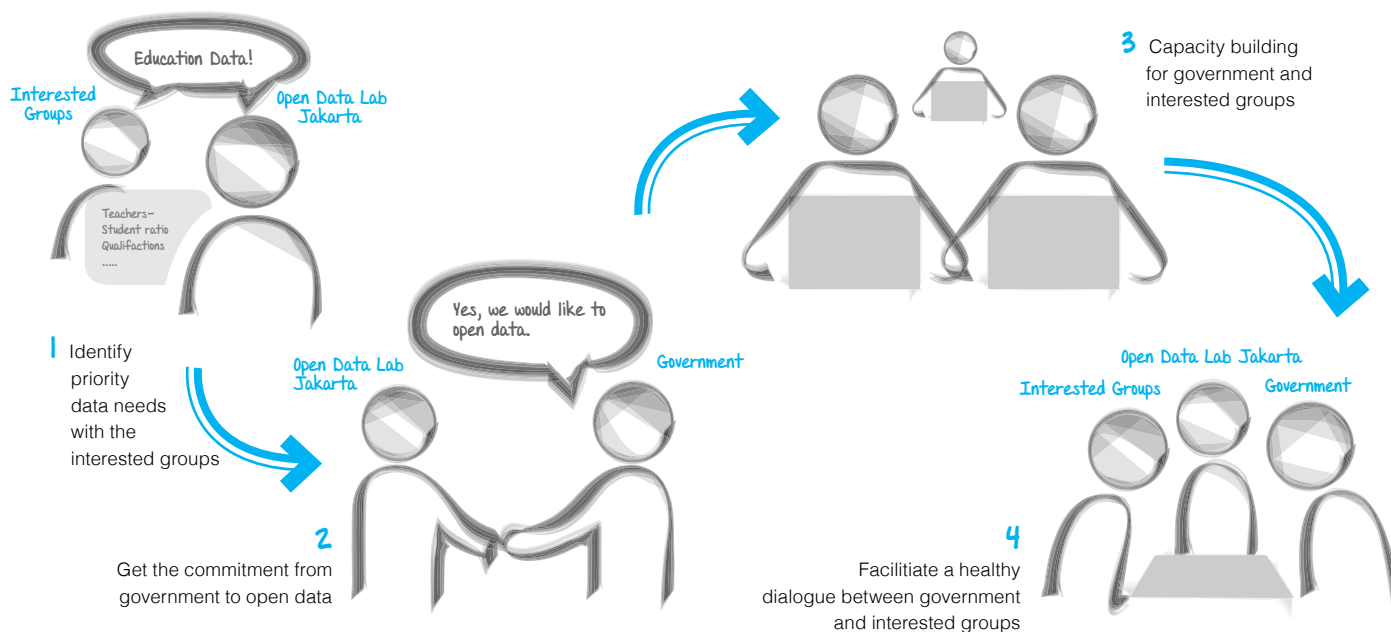 Education Data!
Interested
Groups
Open Data Lab
Jakarta
Teachers-
Student ratio
Qualifactions
.....
1 Identify
priority
data needs
with the
interested groups
Yes, we would like to
open data.
Open Data Lab
Jakarta
Government
2
Get the commitment from
government to open data
3 Capacity building
for government and
interested groups
Open Data Lab Jakarta
Interested Groups
Government
4
Facilitiate a healthy
dialogue between government
and interested groups